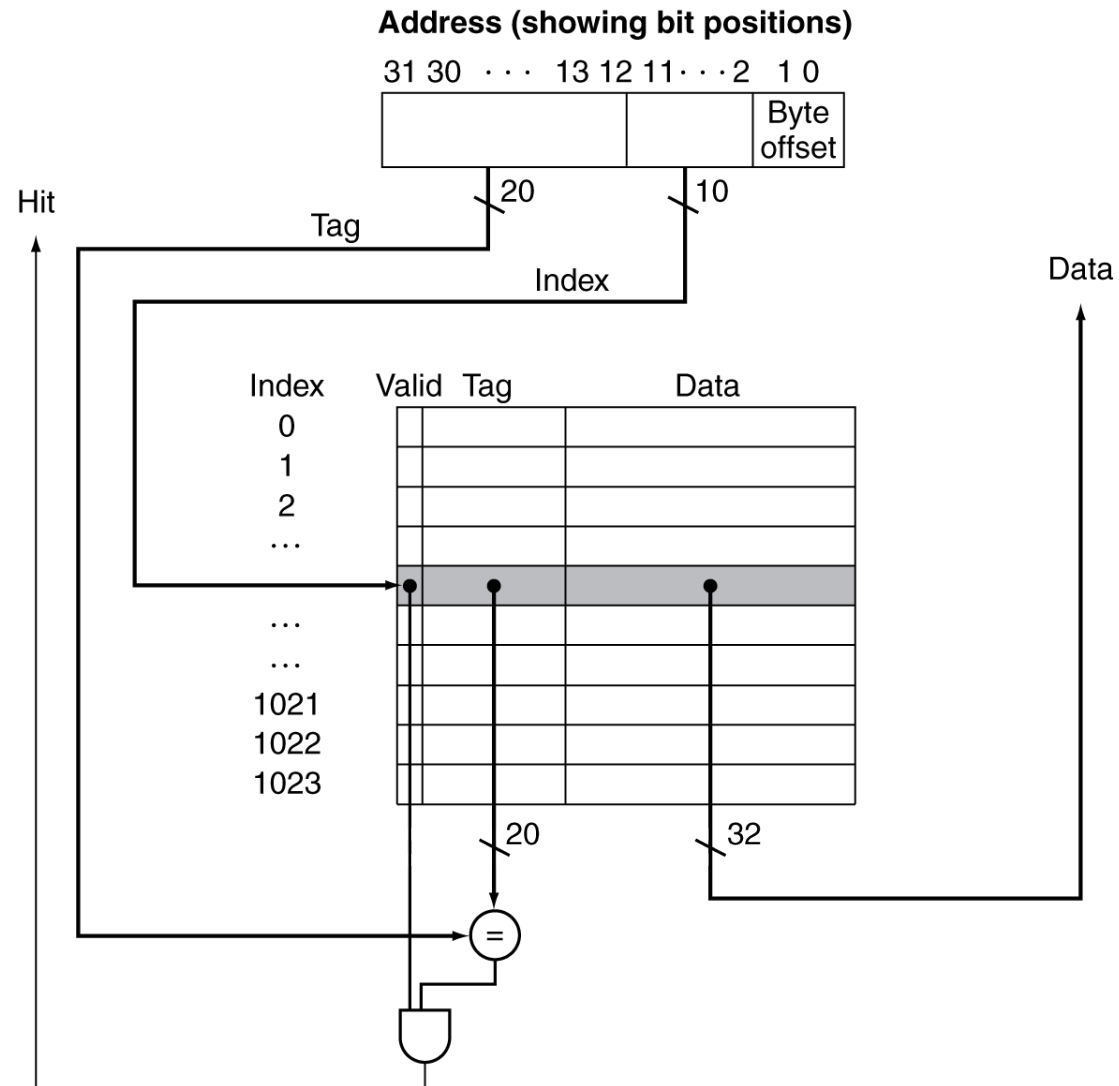 Address (showing bit positions)
31 30 · · · 13 12 11 · · · 2 1 0
Byte
offset
20 10
Hit
Tag
Index
Data
Index Valid Tag Data
0
1
2
...
...
...
1021
1022
1023
20 32
=